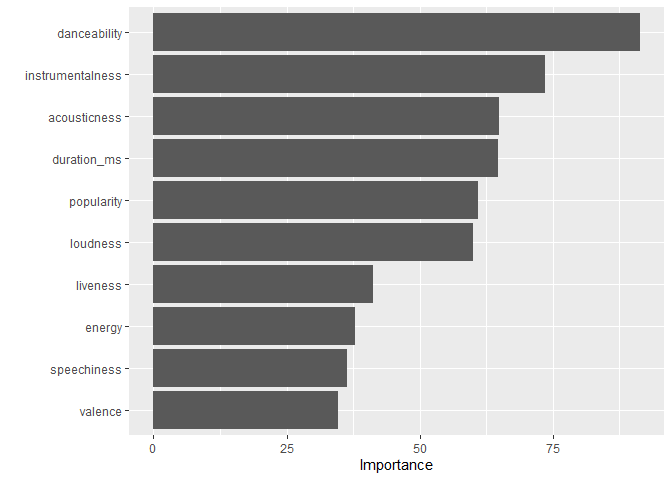 danceability
instrumentalness
acousticness
duration_ms
popularity
loudness
liveness
energy
speechiness
valence
0 25 50 75
Importance